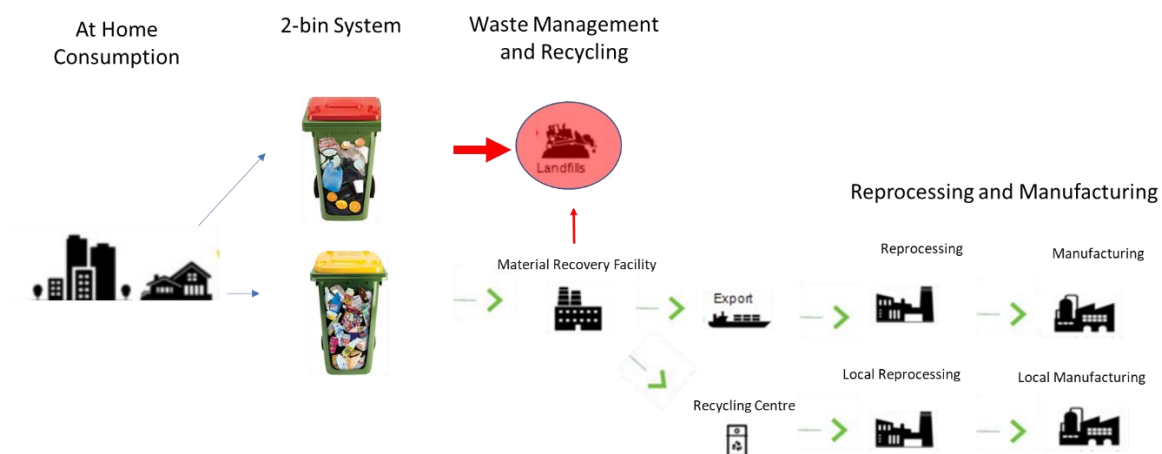 At Home
Consumption
2-bin System
Waste Management
and Recycling
Landfills
Reprocessing and Manufacturing
Material Recovery Facility
Export
Reprocessing
Manufacturing
Recycling Centre
Local Reprocessing
Local Manufacturing